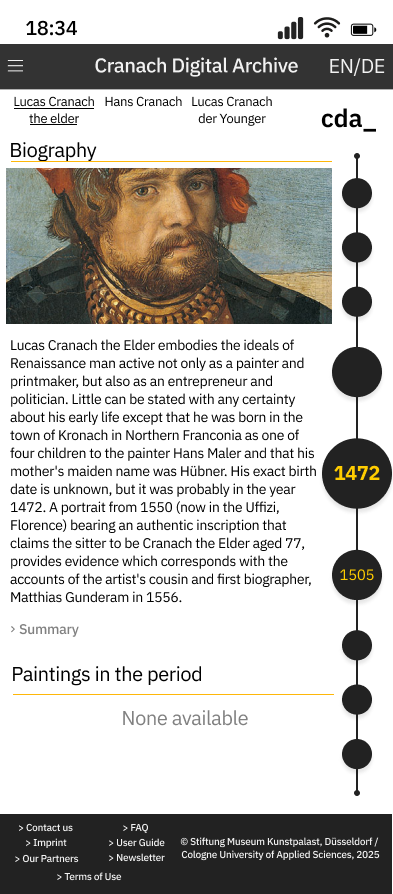 18:34
Cranach Digital Archive
EN/DE
Lucas Cranach
the elder
Hans Cranach
Lucas Cranach
der Younger
cda_
Biography
Lucas Cranach the Elder embodies the ideals of
Renaissance man active not only as a painter and
printmaker, but also as an entrepreneur and
politician. Little can be stated with any certainty
about his early life except that he was born in the
town of Kronach in Northern Franconia as one of
four children to the painter Hans Maler and that his
mother's maiden name was Hübner. His exact birth
date is unknown, but it was probably in the year
1472. A portrait from 1550 (now in the Uffizi,
Florence) bearing an authentic inscription that
claims the sitter to be Cranach the Elder aged 77,
provides evidence which corresponds with the
accounts of the artist's cousin and first biographer,
Matthias Gunderam in 1556.
> Summary
1472
1505
Paintings in the period
None available
> Contact us
> Imprint
> Our Partners
> FAQ
> User Guide
> Newsletter
> Terms of Use
© Stiftung Museum Kunstpalast, Düsseldorf /
Cologne University of Applied Sciences, 2025